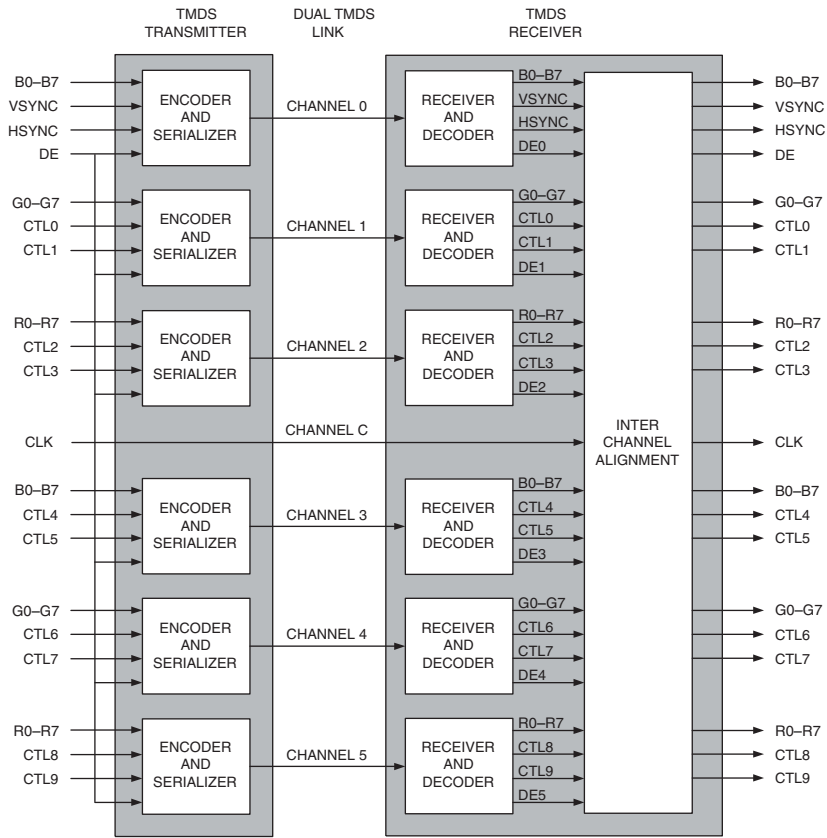 TMDS
TRANSMITTER
DUAL TMDS
LINK
TMDS
RECEIVER
B0–B7
VSYNC
HSYNC
DE
ENCODER
AND
SERIALIZER
CHANNEL 0
RECEIVER
AND
DECODER
B0–B7
VSYNC
HSYNC
DE0
B0–B7
VSYNC
HSYNC
DE
G0–G7
CTL0
CTL1
ENCODER
AND
SERIALIZER
CHANNEL 1
RECEIVER
AND
DECODER
G0–G7
CTL0
CTL1
DE1
G0–G7
CTL0
CTL1
R0–R7
CTL2
CTL3
ENCODER
AND
SERIALIZER
CHANNEL 2
RECEIVER
AND
DECODER
R0–R7
CTL2
CTL3
DE2
R0–R7
CTL2
CTL3
CLK
CHANNEL C
INTER
CHANNEL
ALIGNMENT
CLK
B0–B7
CTL4
CTL5
ENCODER
AND
SERIALIZER
CHANNEL 3
RECEIVER
AND
DECODER
B0–B7
CTL4
CTL5
DE3
B0–B7
CTL4
CTL5
G0–G7
CTL6
CTL7
ENCODER
AND
SERIALIZER
CHANNEL 4
RECEIVER
AND
DECODER
G0–G7
CTL6
CTL7
DE4
G0–G7
CTL6
CTL7
R0–R7
CTL8
CTL9
ENCODER
AND
SERIALIZER
CHANNEL 5
RECEIVER
AND
DECODER
R0–R7
CTL8
CTL9
DE5
R0–R7
CTL8
CTL9